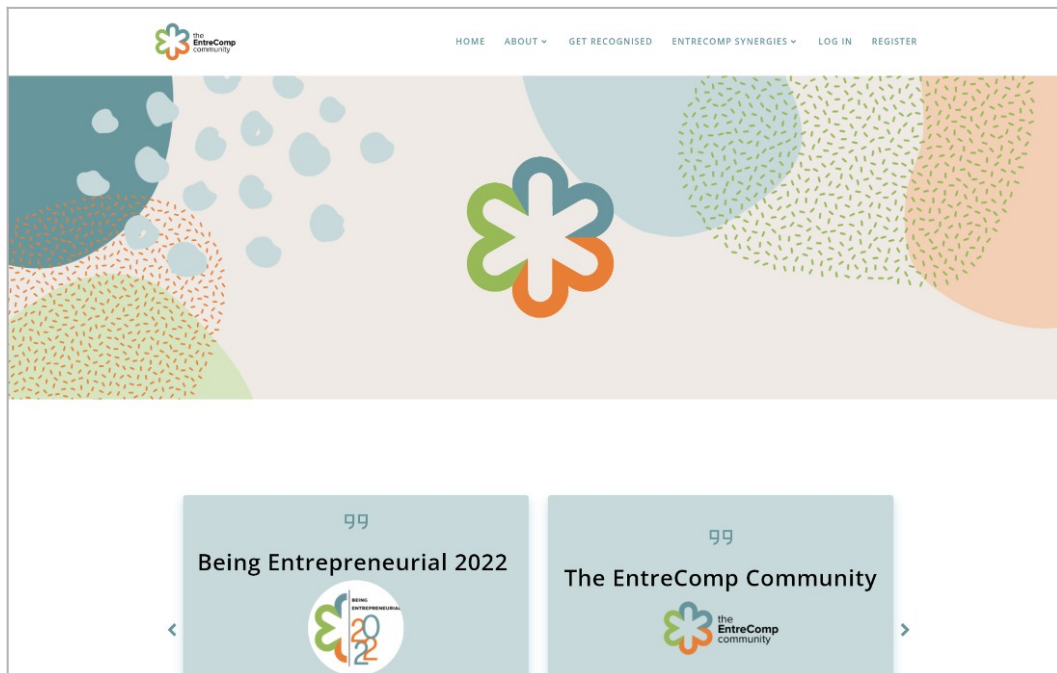 the
EntreComp
community
HOME ABOUT GET RECOGNISED ENTRECOMP SYNERGIES LOG IN REGISTER
Being Entrepreneurial 2022
BEING
ENTREPRENEURIAL
20
22
The EntreComp Community
the
EntreComp
community